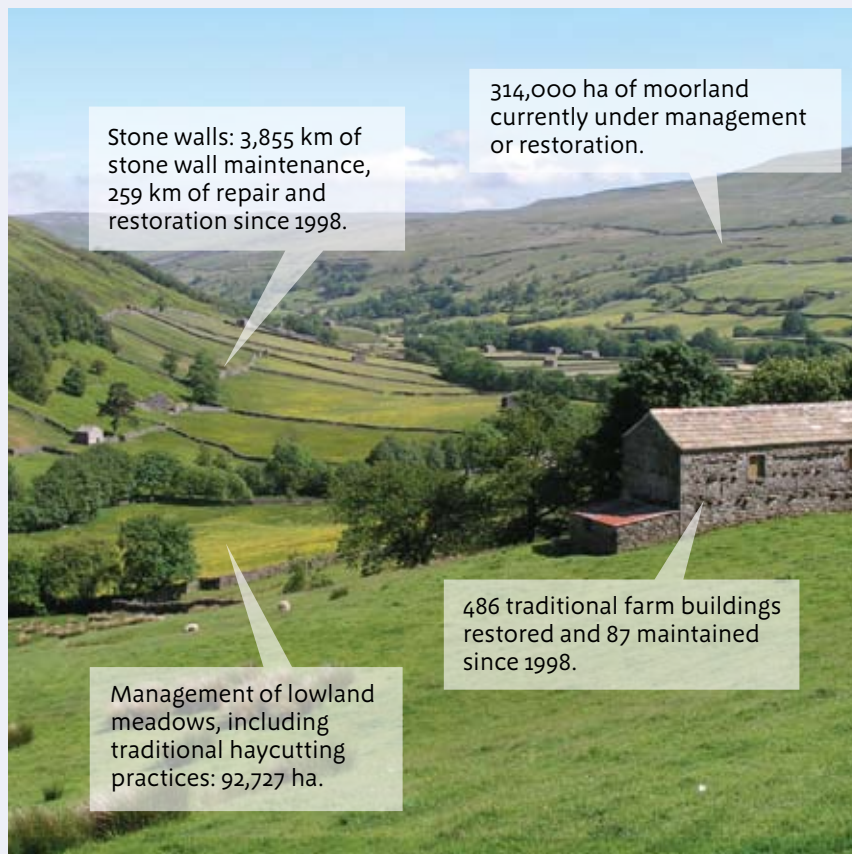 314,000 ha of moorland
currently under management
or restoration.
Stone walls: 3,855 km of
stone wall maintenance,
259 km of repair and
restoration since 1998.
486 traditional farm buildings
restored and 87 maintained
since 1998.
Management of lowland
meadows, including
traditional haycutting
practices: 92,727 ha.